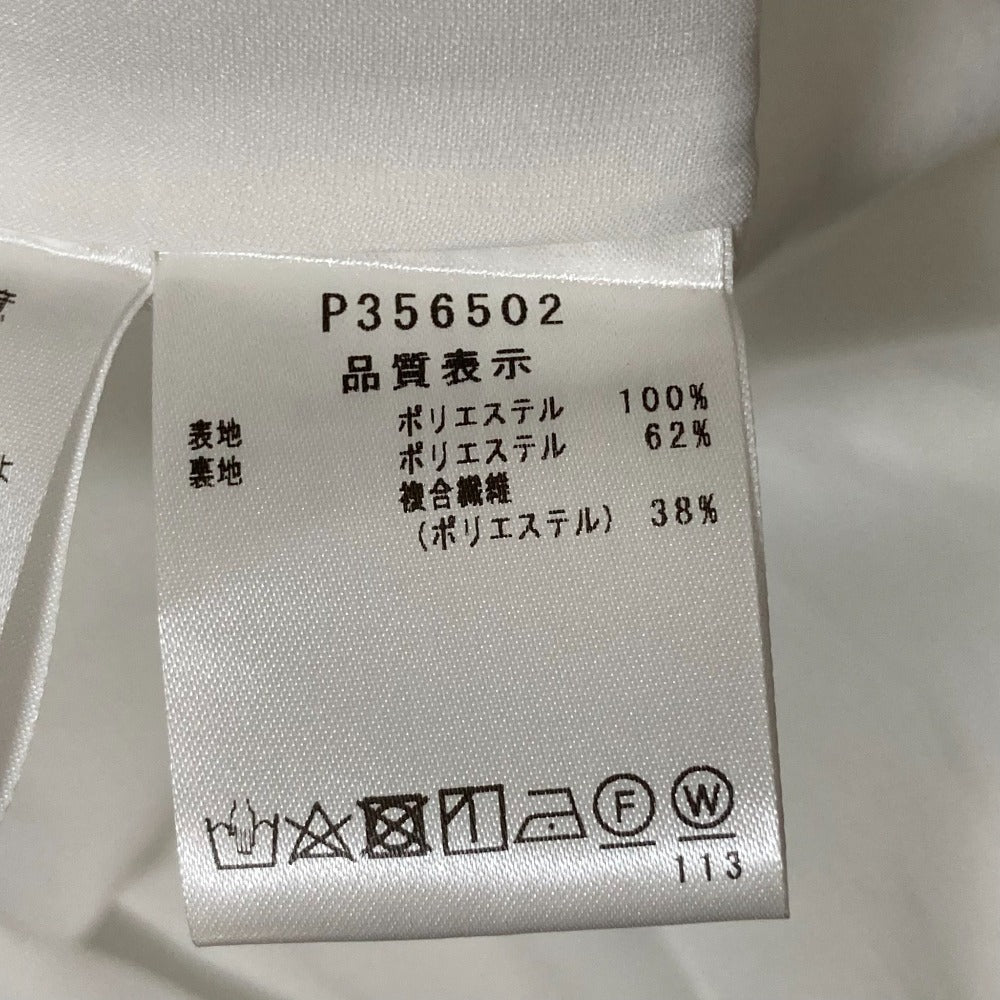 P356502
品質表示
表地 ポリエステル 100%
裏地 ポリエステル 62%
複合繊維
(ポリエステル) 38%
F W
113